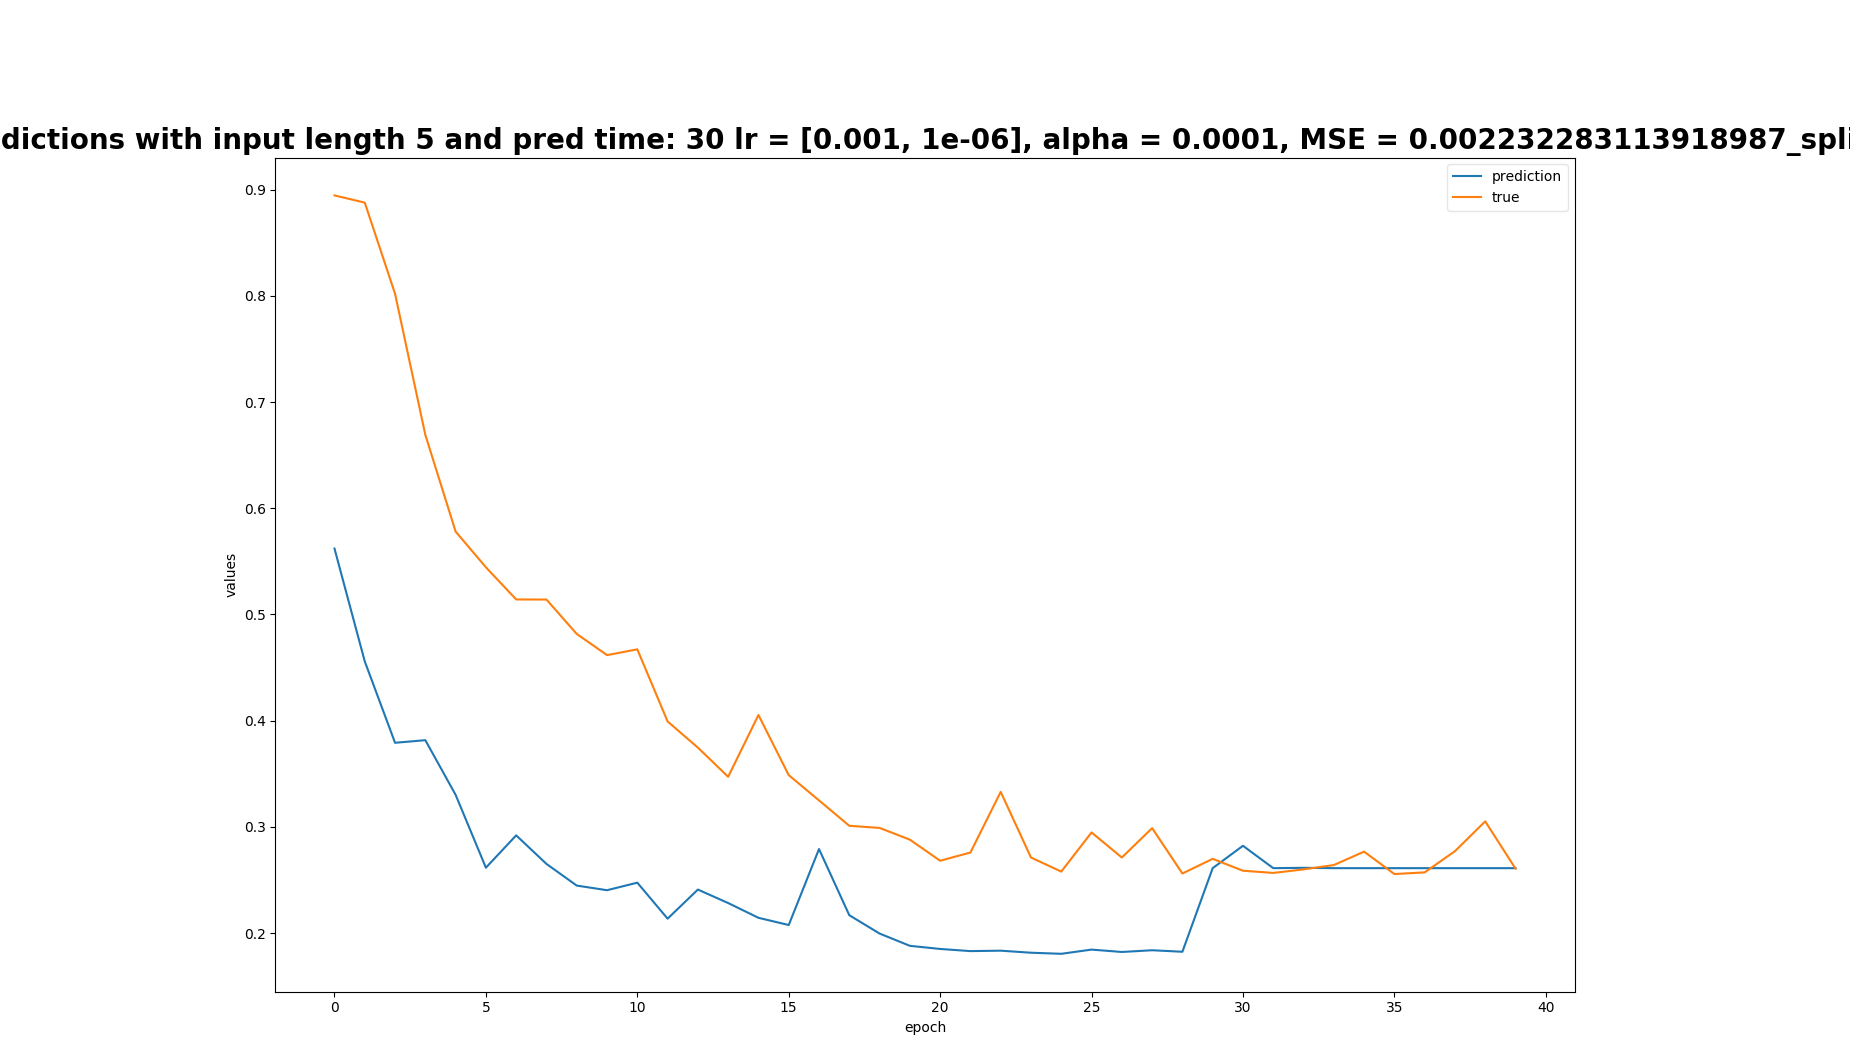 dictions with input length 5 and pred time: 30 lr = [0.001, 1e-06], alpha = 0.0001, MSE = 0.002232283113918987_spli
prediction
true
0.9
0.8
0.7
0.6
0.5
0.4
0.3
0.2
values
0 5 10 15 20 25 30 35 40
epoch